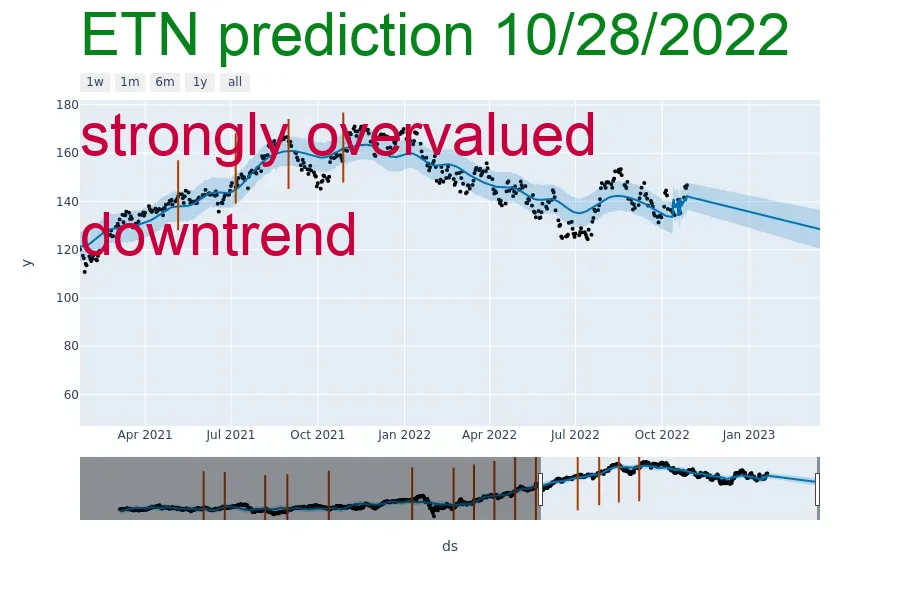 ETN prediction 10/28/2022
1w 1m 6m 1y all
strongly overvalued
downtrend
180
160
140
120
100
80
60
y
Apr 2021 Jul 2021 Oct 2021 Jan 2022 Apr 2022 Jul 2022 Oct 2022 Jan 2023
ds